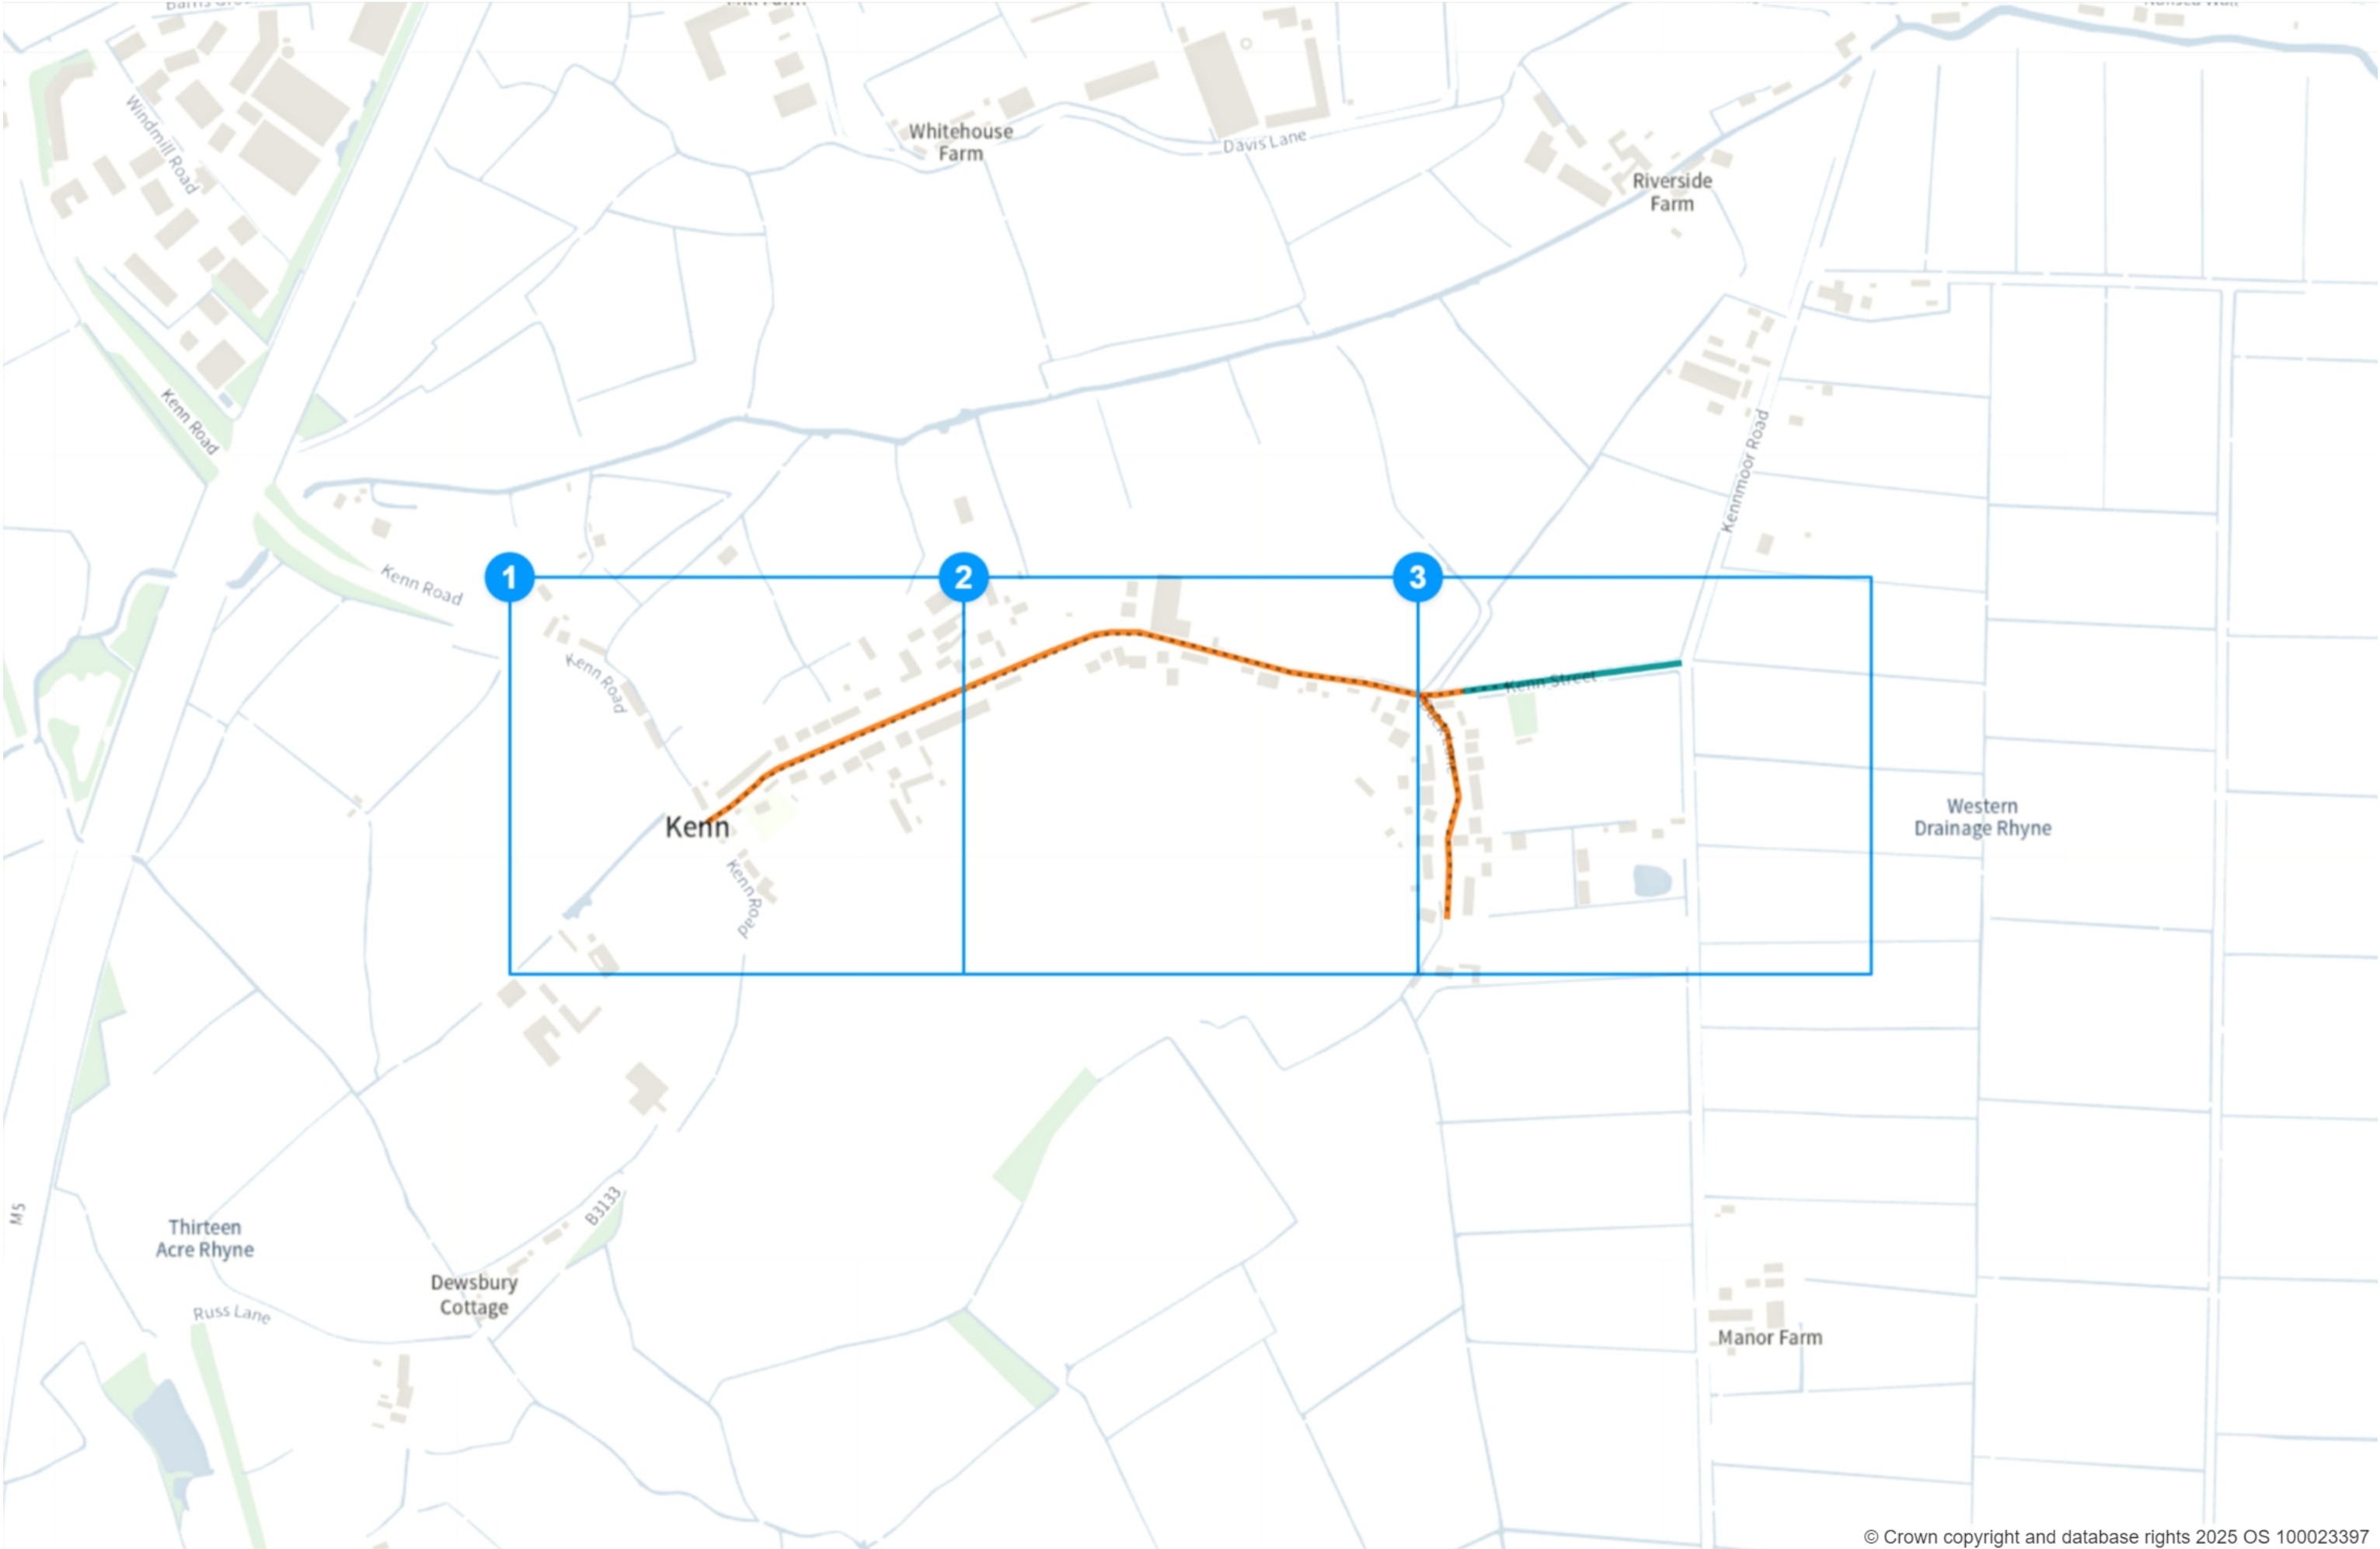 Windmill Road
Whitehouse
Farm
Davis Lane
Riverside
Farm
Kenn Road
Kennmoor Road
Kenn Road
1
2
3
Kenn Road
Kenn Street
Kenn
Kenn Road
Western
Drainage Rhyne
M5
B3133
Thirteen
Acre Rhyne
Dewsbury
Cottage
Russ Lane
Manor Farm
© Crown copyright and database rights 2025 OS 100023397